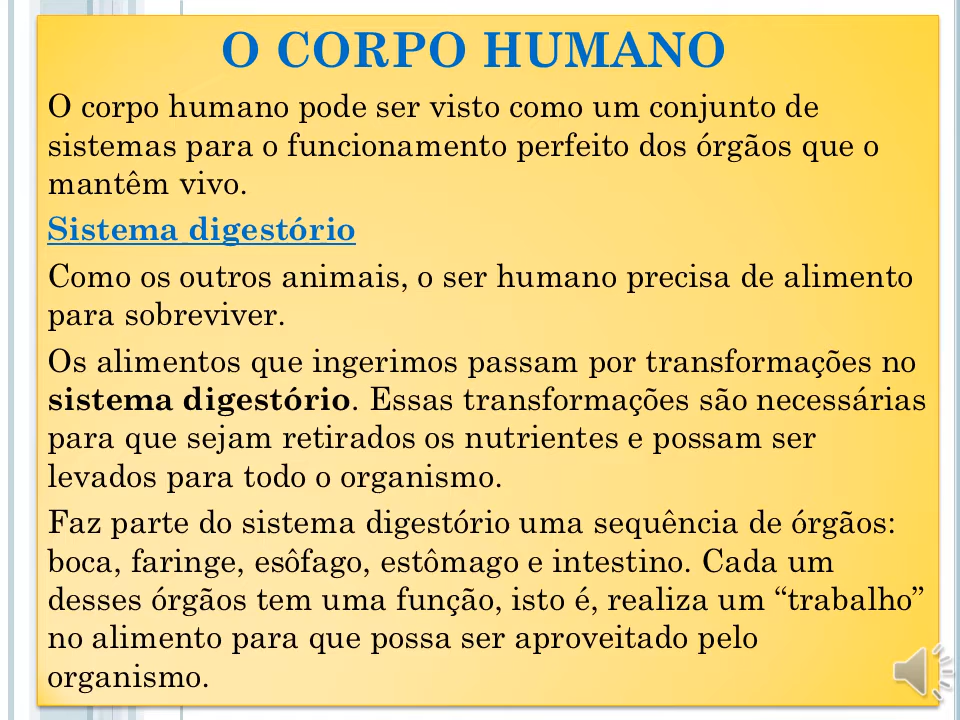 O CORPO HUMANO
O corpo humano pode ser visto como um conjunto de
sistemas para o funcionamento perfeito dos órgãos que o
mantêm vivo.
Sistema digestório
Como os outros animais, o ser humano precisa de alimento
para sobreviver.
Os alimentos que ingerimos passam por transformações no
sistema digestório. Essas transformações são necessárias
para que sejam retirados os nutrientes e possam ser
levados para todo o organismo.
Faz parte do sistema digestório uma sequência de órgãos:
boca, faringe, esôfago, estômago e intestino. Cada um
desses órgãos tem uma função, isto é, realiza um “trabalho”
no alimento para que possa ser aproveitado pelo
organismo.